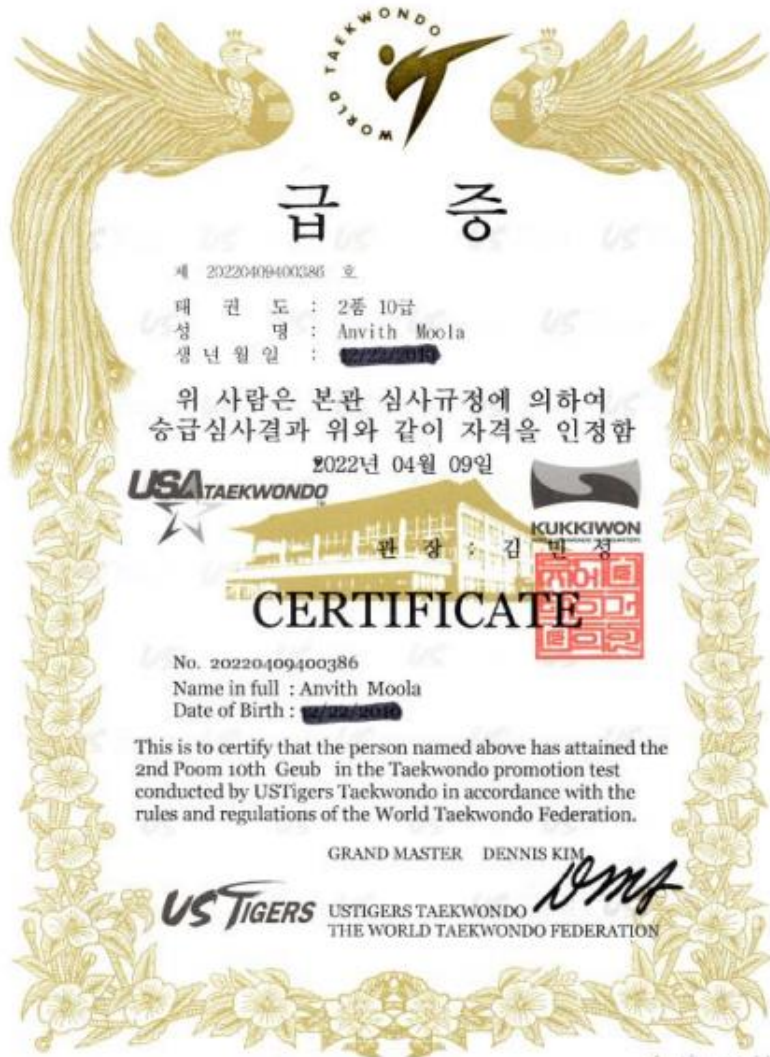 WORLD TAEKWONDO
급 증
제 20220409400386 호
태 권 도 : 2품 10급
성 명 : Anvith Moola
생 년 월 일 :
위 사람은 본관 심사규정에 의하여
승급심사결과 위와 같이 자격을 인정함
2022년 04월 09일
USA TAEKWONDO
KUKKIWON
관 장 : 김 성
CERTIFICATE
No. 20220409400386
Name in full : Anvith Moola
Date of Birth :
This is to certify that the person named above has attained the
2nd Poom 10th Geub in the Taekwondo promotion test
conducted by USTigers Taekwondo in accordance with the
rules and regulations of the World Taekwondo Federation.
GRAND MASTER DENNIS KIM
US TIGERS
USTIGERS TAEKWONDO
THE WORLD TAEKWONDO FEDERATION